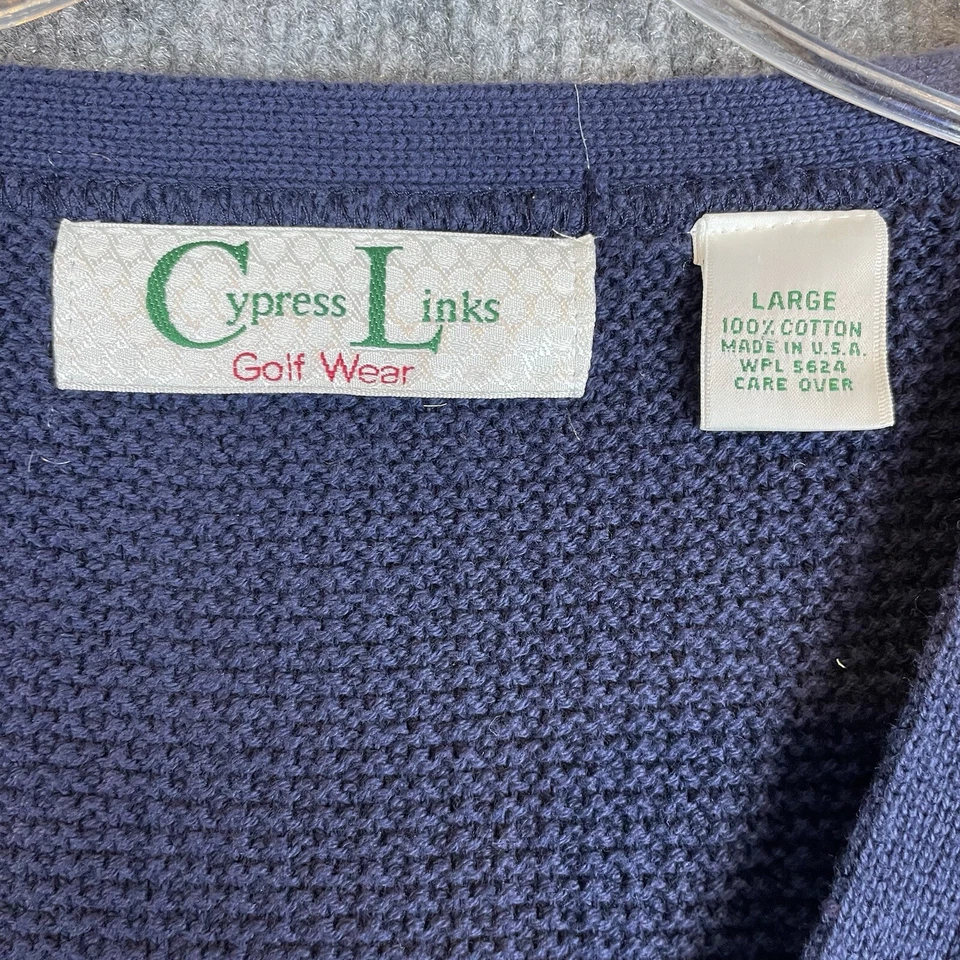 Cypress Links
Golf Wear
LARGE
100% COTTON
MADE IN U.S.A.
WPL 5624
CARE OVER